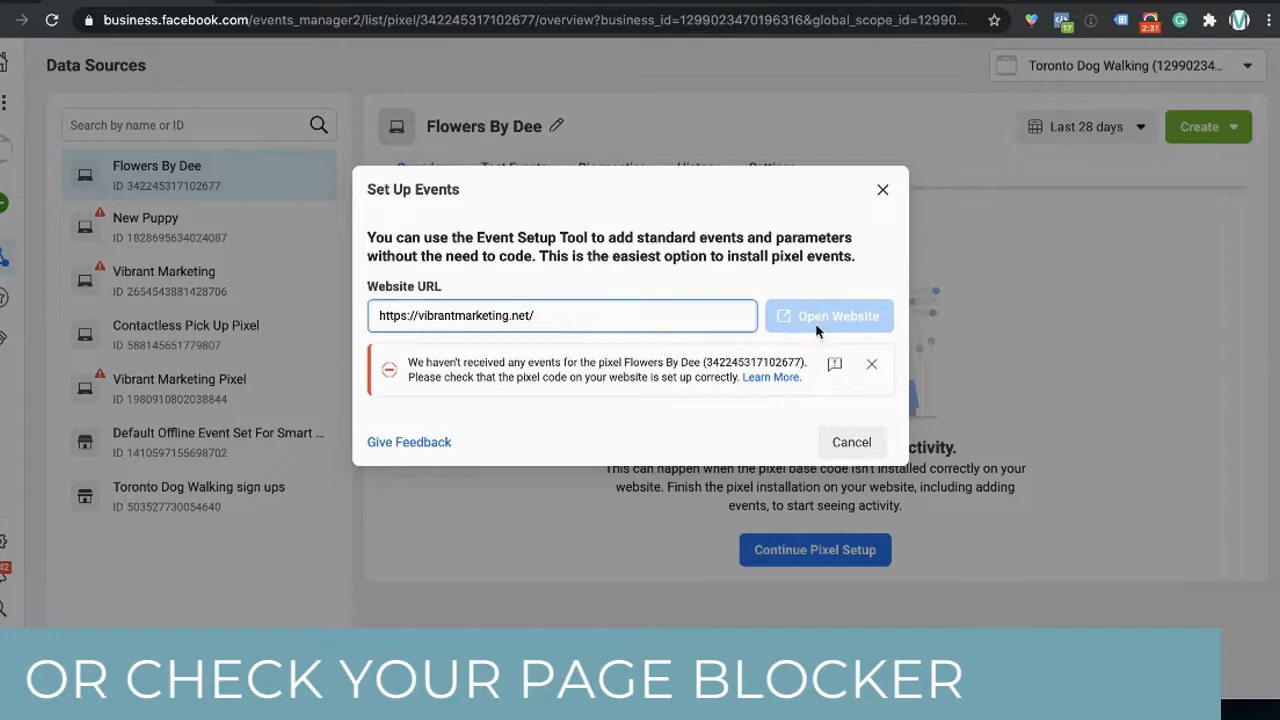 business.facebook.com/events_manager2/list/pixel/342245317102677/overview?business_id=1299023470196316&global_scope_id=12990...
17
2:31
Data Sources
Toronto Dog Walking (12990234...
Search by name or ID
Flowers By Dee
Last 28 days
Create
Flowers By Dee
ID 342245317102677
New Puppy
ID 1828695634024087
Vibrant Marketing
ID 2654543881428706
Contactless Pick Up Pixel
ID 588145651779807
Vibrant Marketing Pixel
ID 1980910802038844
Default Offline Event Set For Smart ...
ID 1410597155698702
Toronto Dog Walking sign ups
ID 503527730054640
42
Overview Test Events Diagnostics History Settings
Set Up Events
You can use the Event Setup Tool to add standard events and parameters
without the need to code. This is the easiest option to install pixel events.
Website URL
https://vibrantmarketing.net/
Open Website
We haven't received any events for the pixel Flowers By Dee (342245317102677).
Please check that the pixel code on your website is set up correctly. Learn More.
Give Feedback
Cancel
ctivity.
This can happen when the pixel base code isn't installed correctly on your
website. Finish the pixel installation on your website, including adding
events, to start seeing activity.
Continue Pixel Setup
OR CHECK YOUR PAGE BLOCKER